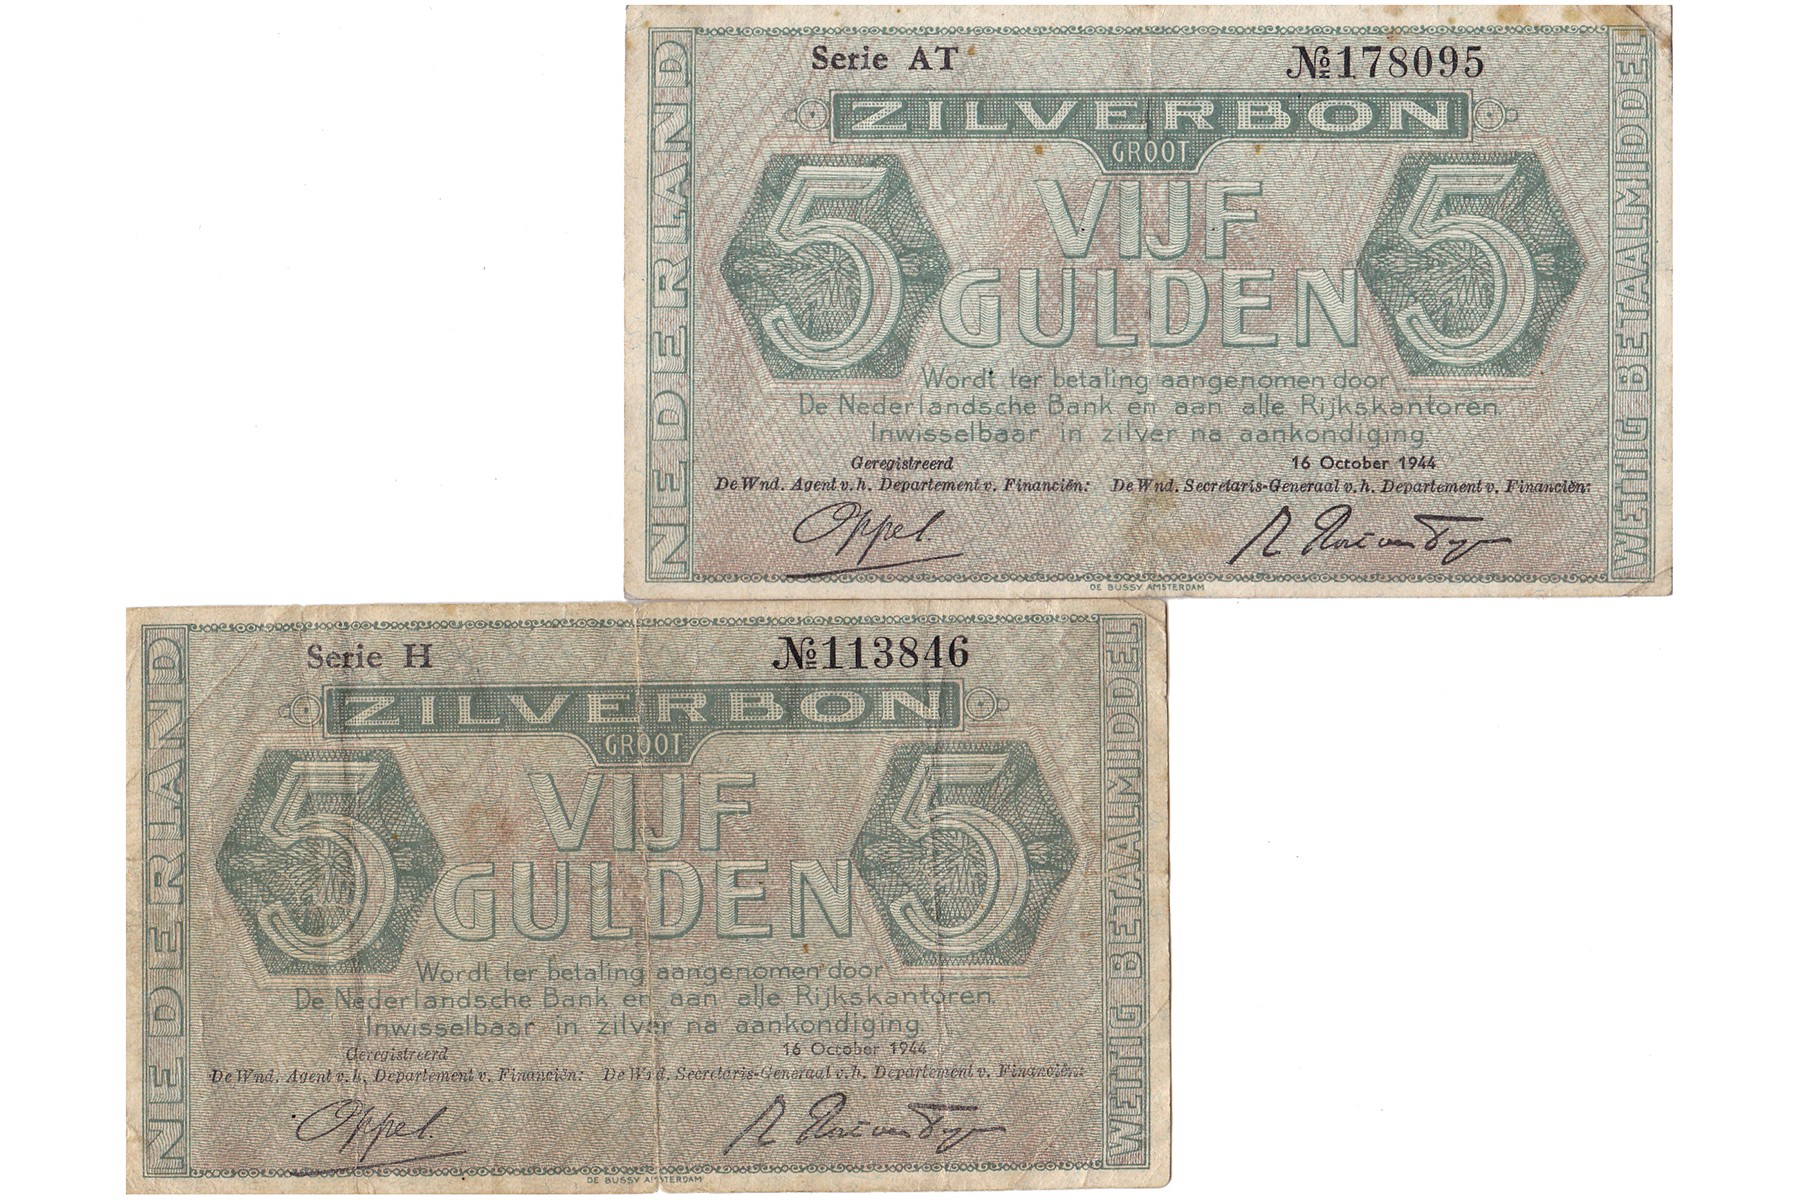 Serie AT №178095
ZILVERBON
GROOT
5 VIJF 5
GULDEN
Wordt ter betaling aangenomen door
De Nederlandsche Bank en aan alle Rijkskantoren.
Inwisselbaar in zilver na aankondiging.
Geregistreerd 16 October 1944
De Wnd. Agent v. h. Departement v. Financiën: De Wnd. Secretaris-Generaal v. h. Departement v. Financiën:
Oppel.
DE BUSSY AMSTERDAM
NEDERLAND
WETTIG BETAALMIDDEL
Serie H №113846
ZILVERBON
GROOT
5 VIJF 5
GULDEN
Wordt ter betaling aangenomen door
De Nederlandsche Bank en aan alle Rijkskantoren.
Inwisselbaar in zilver na aankondiging.
Geregistreerd 16 October 1944
De Wnd. Agent v. h. Departement v. Financiën: De Wnd. Secretaris-Generaal v. h. Departement v. Financiën:
Oppel.
DE BUSSY AMSTERDAM
NEDERLAND
WETTIG BETAALMIDDEL